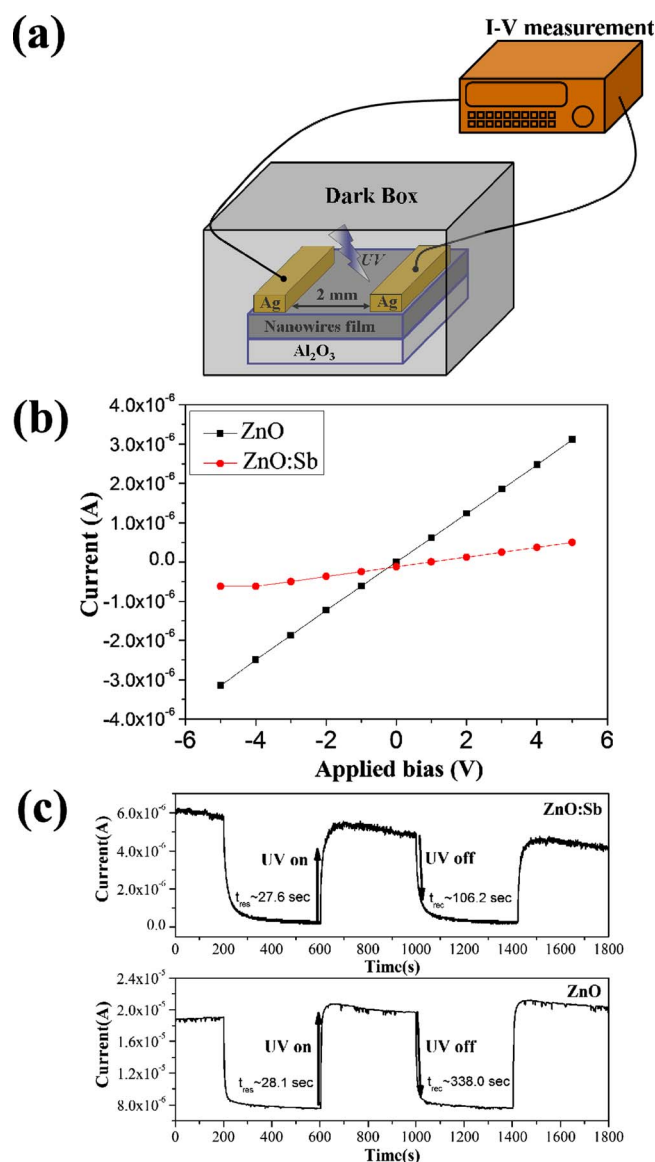 (a)
I-V measurement
Dark Box
UV
Ag
2 mm
Ag
Nanowires film
Al₂O₃
(b)
4.0x10⁻⁶
3.0x10⁻⁶
2.0x10⁻⁶
1.0x10⁻⁶
0.0
-1.0x10⁻⁶
-2.0x10⁻⁶
-3.0x10⁻⁶
-4.0x10⁻⁶
Current (A)
ZnO
ZnO:Sb
-6 -4 -2 0 2 4 6
Applied bias (V)
(c)
6.0x10⁻⁶
4.0x10⁻⁶
2.0x10⁻⁶
0.0
Current(A)
ZnO:Sb
UV on
UV off
t_res~27.6 sec
t_rec~106.2 sec
0 200 400 600 800 1000 1200 1400 1600 1800
Time(s)
2.4x10⁻⁵
2.0x10⁻⁵
1.6x10⁻⁵
1.2x10⁻⁵
8.0x10⁻⁶
Current(A)
ZnO
UV on
UV off
t_res~28.1 sec
t_rec~338.0 sec
0 200 400 600 800 1000 1200 1400 1600 1800
Time(s)